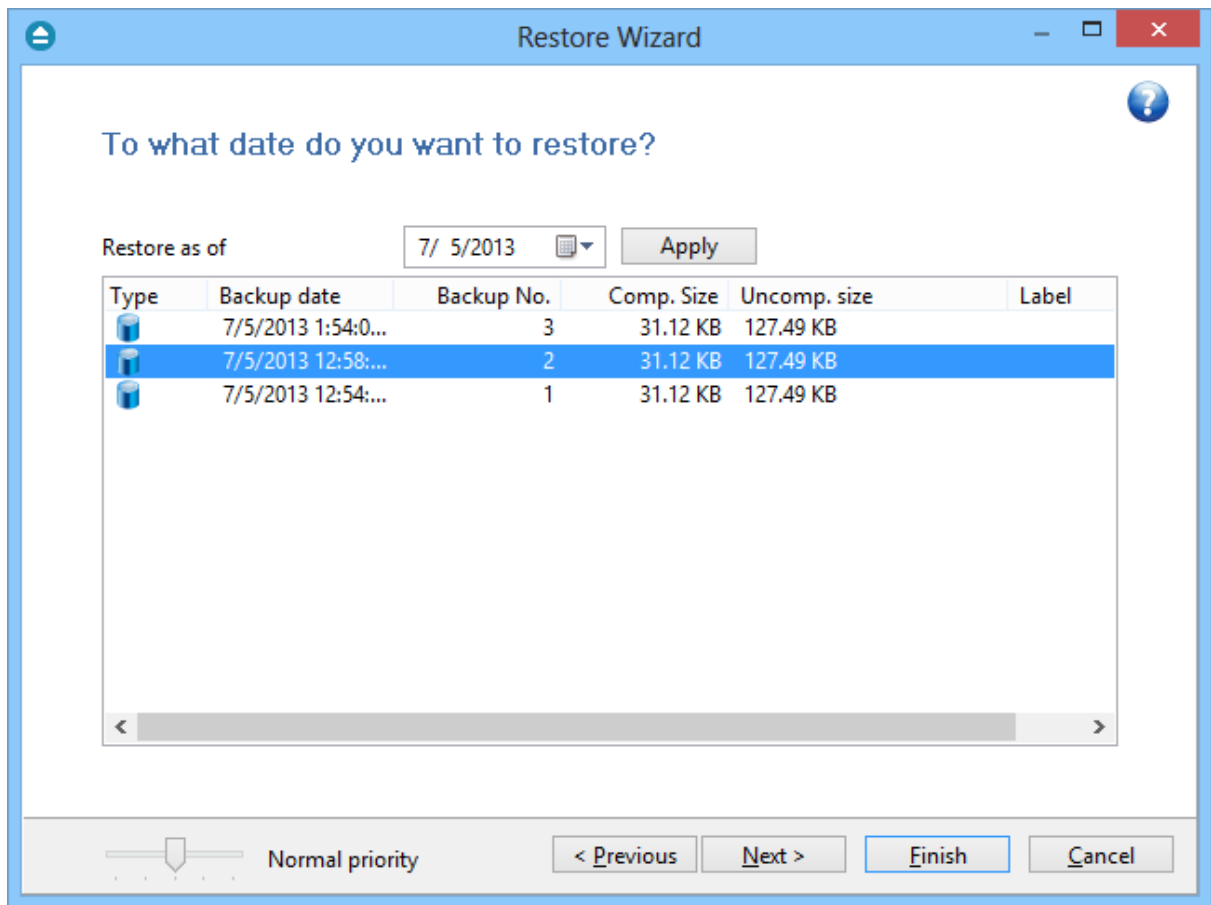 Restore Wizard
To what date do you want to restore?
Restore as of 7/ 5/2013 Apply
Type Backup date Backup No. Comp. Size Uncomp. size Label
7/5/2013 1:54:0... 3 31.12 KB 127.49 KB
7/5/2013 12:58:... 2 31.12 KB 127.49 KB
7/5/2013 12:54:... 1 31.12 KB 127.49 KB
Normal priority < Previous Next > Finish Cancel